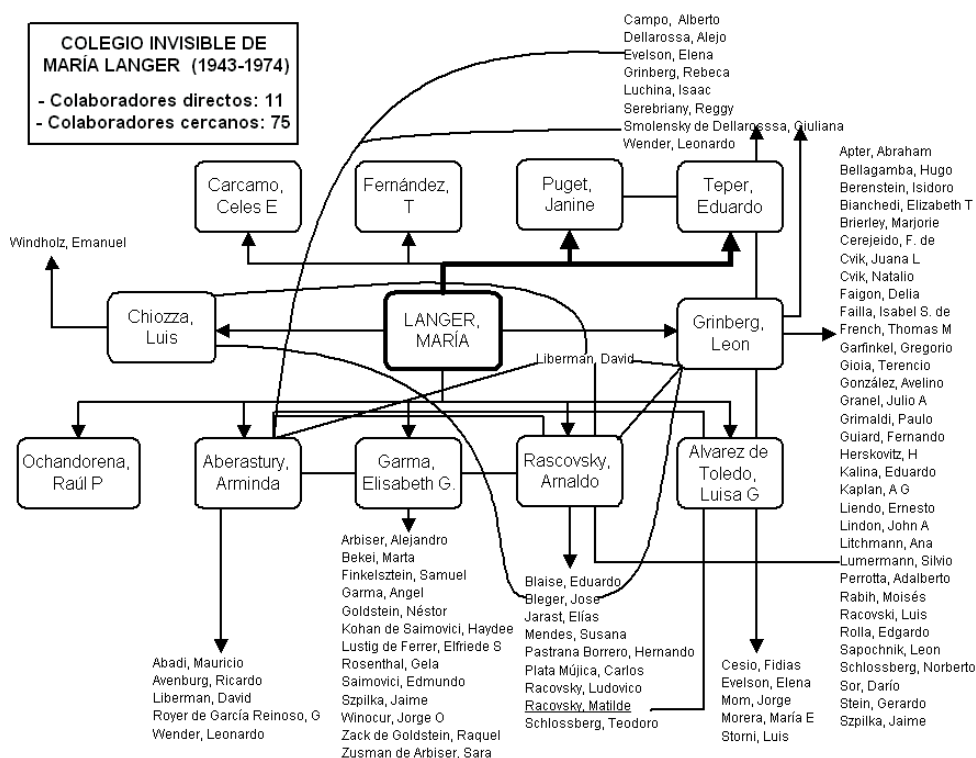 COLEGIO INVISIBLE DE
MARÍA LANGER (1943-1974)
- Colaboradores directos: 11
- Colaboradores cercanos: 75
Campo, Alberto
Dellarossa, Alejo
Evelson, Elena
Grinberg, Rebeca
Luchina, Isaac
Serebriany, Reggy
Smolensky de Dellarosssa, Giuliana
Wender, Leonardo
Carcamo,
Celes E
Fernández,
T
Puget,
Janine
Teper,
Eduardo
Windholz, Emanuel
Chiozza,
Luis
LANGER,
MARÍA
Grinberg,
Leon
Liberman, David
Ochandorena,
Raúl P
Aberastury,
Arminda
Garma,
Elisabeth G.
Rascovsky,
Arnaldo
Alvarez de
Toledo,
Luisa G
Apter, Abraham
Bellagamba, Hugo
Berenstein, Isidoro
Bianchedi, Elizabeth T
Brierley, Marjorie
Cerejeido, F. de
Cvik, Juana L
Cvik, Natalio
Faigon, Delia
Failla, Isabel S. de
French, Thomas M
Garfinkel, Gregorio
Gioia, Terencio
González, Avelino
Granel, Julio A
Grimaldi, Paulo
Guiard, Fernando
Herskovitz, H
Kalina, Eduardo
Kaplan, A G
Liendo, Ernesto
Lindon, John A
Litchmann, Ana
Lumermann, Silvio
Perrotta, Adalberto
Rabih, Moisés
Racovski, Luis
Rolla, Edgardo
Sapochnik, Leon
Schlossberg, Norberto
Sor, Darío
Stein, Gerardo
Szpilka, Jaime
Abadi, Mauricio
Avenburg, Ricardo
Liberman, David
Royer de García Reinoso, G
Wender, Leonardo
Arbiser, Alejandro
Bekei, Marta
Finkelsztein, Samuel
Garma, Angel
Goldstein, Néstor
Kohan de Saimovici, Haydee
Lustig de Ferrer, Elfriede S
Rosenthal, Gela
Saimovici, Edmundo
Szpilka, Jaime
Winocur, Jorge O
Zack de Goldstein, Raquel
Zusman de Arbiser, Sara
Blaise, Eduardo
Bleger, Jose
Jarast, Elías
Mendes, Susana
Pastrana Borrero, Hernando
Plata Mújica, Carlos
Racovsky, Ludovico
Racovsky, Matilde
Schlossberg, Teodoro
Cesio, Fidias
Evelson, Elena
Mom, Jorge
Morera, María E
Storni, Luis